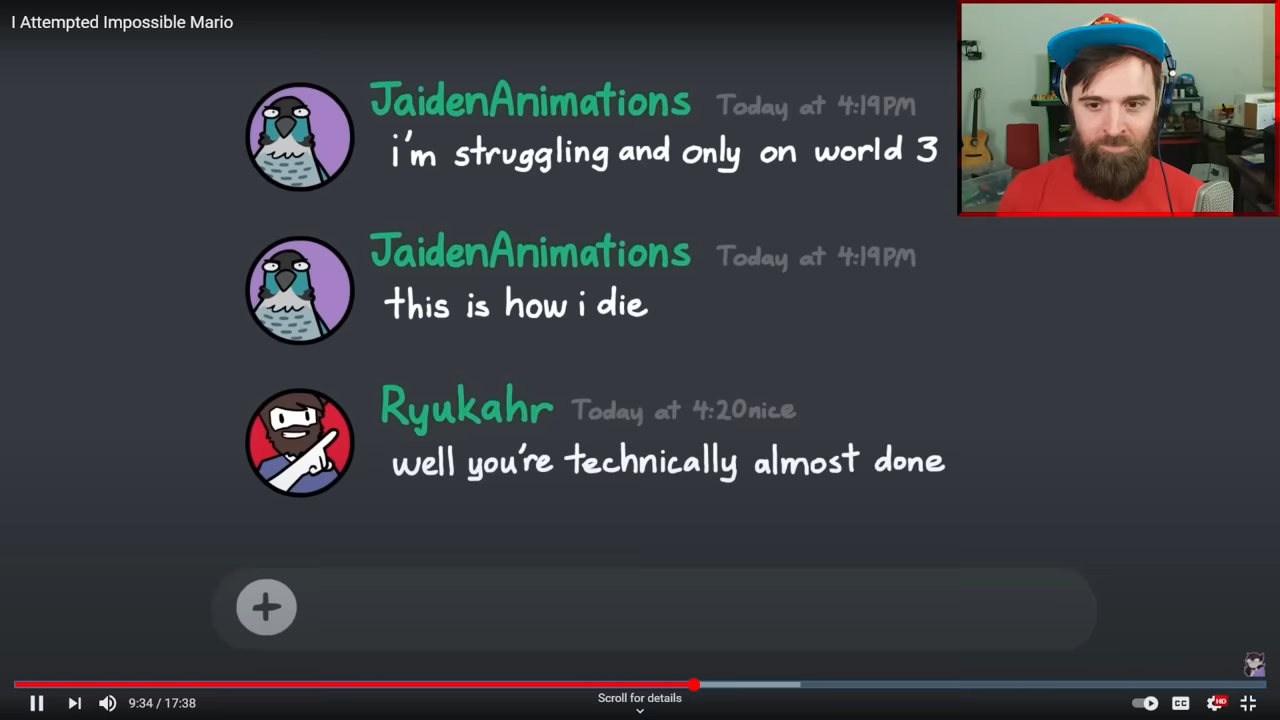 I Attempted Impossible Mario
JaidenAnimations Today at 4:19PM
i'm struggling and only on world 3
JaidenAnimations Today at 4:19PM
this is how i die
Ryukahr Today at 4:20nice
well you're technically almost done
9:34 / 17:38
Scroll for details
CC
HD